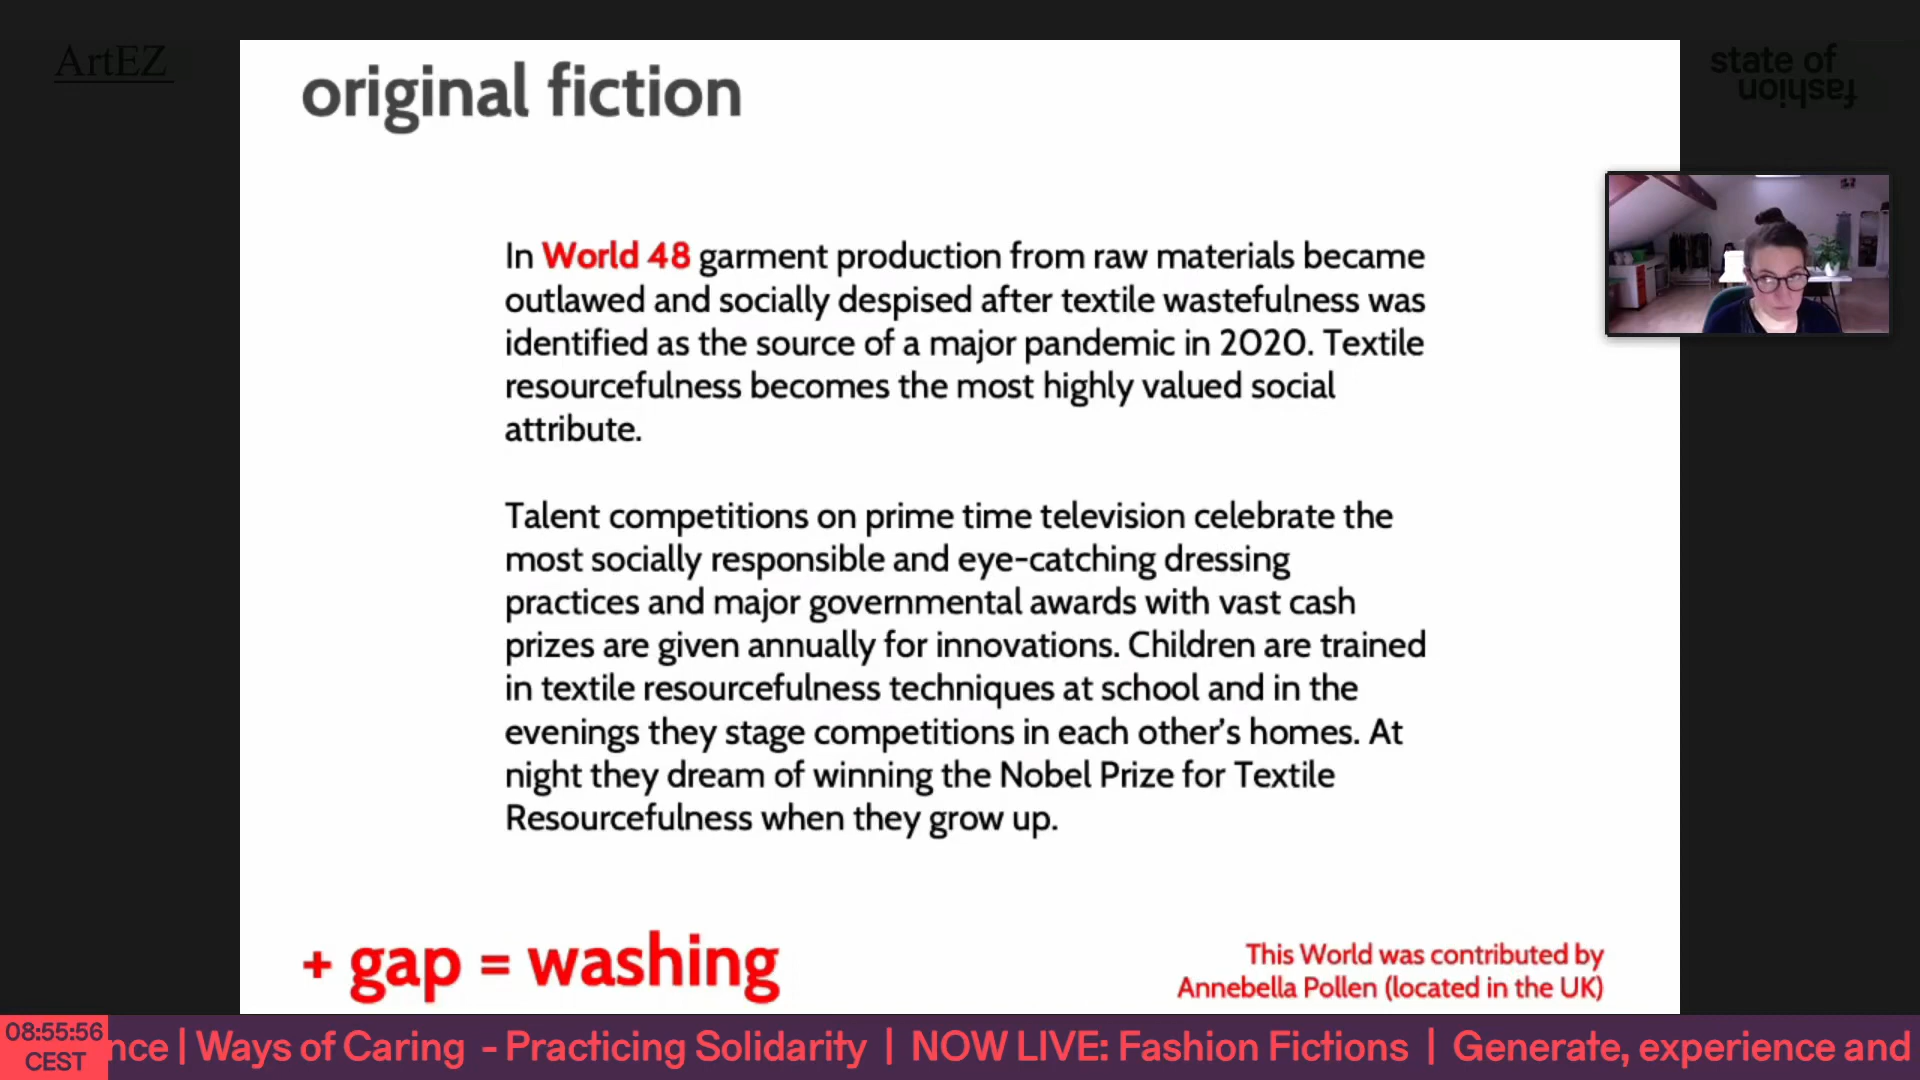 ArtEZ
state of
fashion
original fiction
In World 48 garment production from raw materials became
outlawed and socially despised after textile wastefulness was
identified as the source of a major pandemic in 2020. Textile
resourcefulness becomes the most highly valued social
attribute.
Talent competitions on prime time television celebrate the
most socially responsible and eye-catching dressing
practices and major governmental awards with vast cash
prizes are given annually for innovations. Children are trained
in textile resourcefulness techniques at school and in the
evenings they stage competitions in each other's homes. At
night they dream of winning the Nobel Prize for Textile
Resourcefulness when they grow up.
+ gap = washing
This World was contributed by
Annebella Pollen (located in the UK)
08:55:56
CEST
nce | Ways of Caring - Practicing Solidarity | NOW LIVE: Fashion Fictions | Generate, experience and